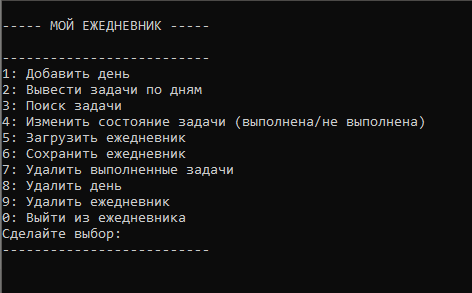 ----- МОЙ ЕЖЕДНЕВНИК -----
--------------------------
1: Добавить день
2: Вывести задачи по дням
3: Поиск задачи
4: Изменить состояние задачи (выполнена/не выполнена)
5: Загрузить ежедневник
6: Сохранить ежедневник
7: Удалить выполненные задачи
8: Удалить день
9: Удалить ежедневник
0: Выйти из ежедневника
Сделайте выбор:
--------------------------